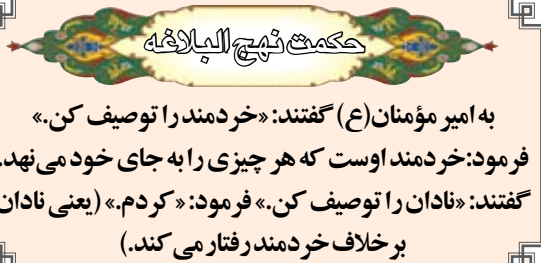 حکمت نهج البلاغه
به امیر مؤمنان(ع) گفتند: «خردمند را توصیف کن.»
فرمود:خردمند اوست که هر چیزی را به جای خود می‌نهد.
گفتند: «نادان را توصیف کن.» فرمود: «کردم.» (یعنی نادان
برخلاف خردمند رفتار می کند.)